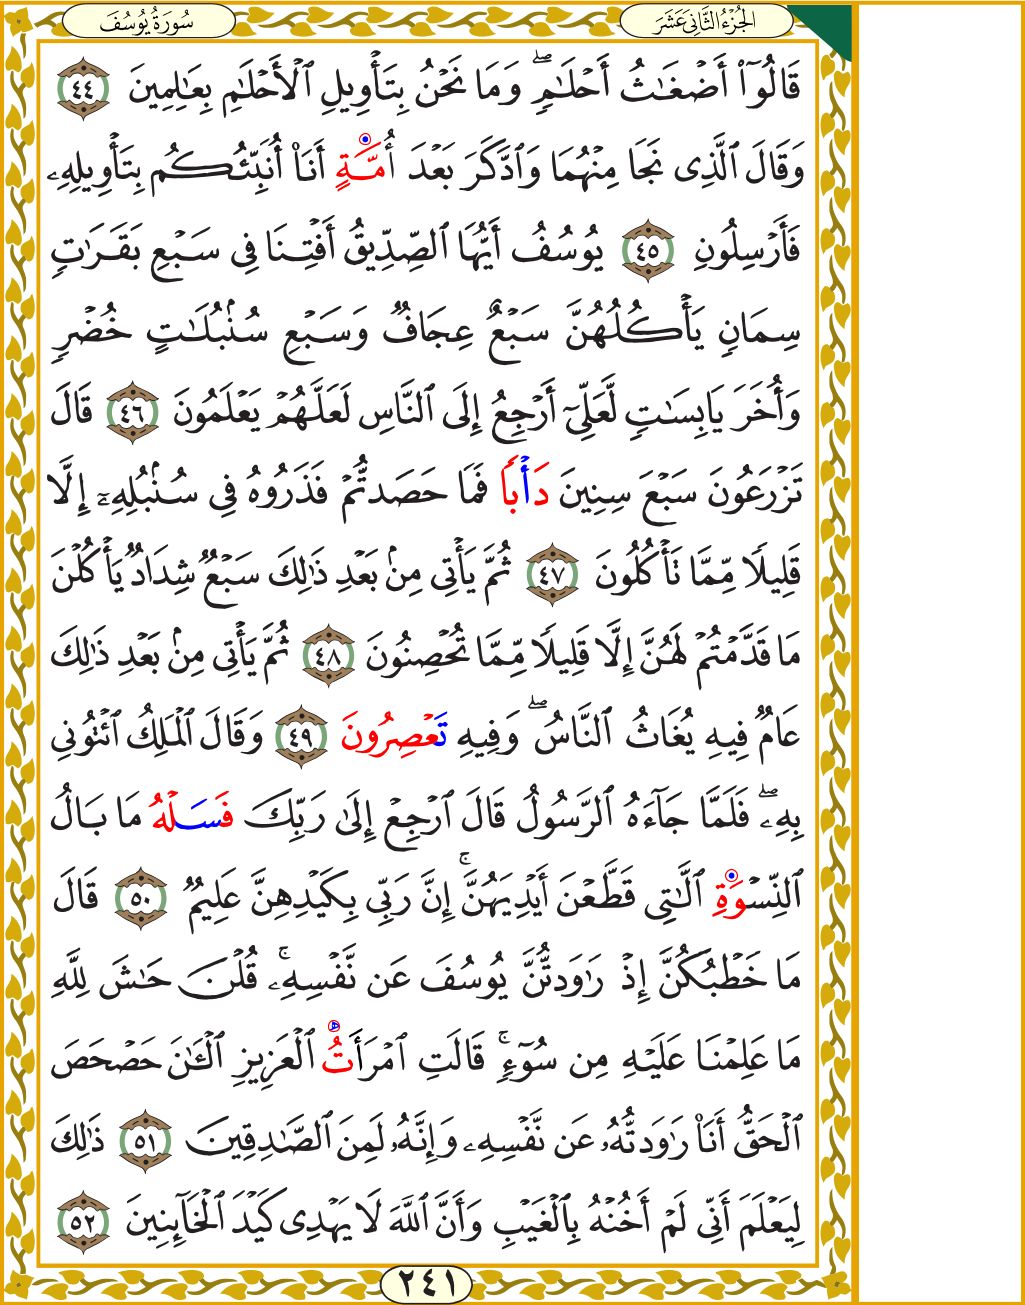 الجُزْءُ الثَّانِيَ عَشَرَ
سُورَةُ يُوسُفَ
قَالُوٓا۟ أَضْغَـٰثُ أَحْلَـٰمٍۖ وَمَا نَحْنُ بِتَأْوِيلِ ٱلْأَحْلَـٰمِ بِعَـٰلِمِينَ ٤٤
وَقَالَ ٱلَّذِى نَجَا مِنْهُمَا وَٱدَّكَرَ بَعْدَ أُمَّةٍ أَنَا۠ أُنَبِّئُكُم بِتَأْوِيلِهِۦ
فَأَرْسِلُونِ ٤٥ يُوسُفُ أَيُّهَا ٱلصِّدِّيقُ أَفْتِنَا فِى سَبْعِ بَقَرَٰتٍ
سِمَانٍ يَأْكُلُهُنَّ سَبْعٌ عِجَافٌ وَسَبْعِ سُنۢبُلَـٰتٍ خُضْرٍ
وَأُخَرَ يَابِسَـٰتٍ لَّعَلِّىٓ أَرْجِعُ إِلَى ٱلنَّاسِ لَعَلَّهُمْ يَعْلَمُونَ ٤٦ قَالَ
تَزْرَعُونَ سَبْعَ سِنِينَ دَأْبًا فَمَا حَصَدتُّمْ فَذَرُوهُ فِى سُنۢبُلِهِۦٓ إِلَّا
قَلِيلًا مِّمَّا تَأْكُلُونَ ٤٧ ثُمَّ يَأْتِى مِنۢ بَعْدِ ذَٰلِكَ سَبْعٌ شِدَادٌ يَأْكُلْنَ
مَا قَدَّمْتُمْ لَهُنَّ إِلَّا قَلِيلًا مِّمَّا تُحْصِنُونَ ٤٨ ثُمَّ يَأْتِى مِنۢ بَعْدِ ذَٰلِكَ
عَامٌ فِيهِ يُغَاثُ ٱلنَّاسُۖ وَفِيهِ تَعْصِرُونَ ٤٩ وَقَالَ ٱلْمَلِكُ ٱئْتُونِى
بِهِۦۖ فَلَمَّا جَآءَهُ ٱلرَّسُولُ قَالَ ٱرْجِعْ إِلَىٰ رَبِّكَ فَسَلْهُ مَا بَالُ
ٱلنِّسْوَةِ ٱلَّـٰتِى قَطَّعْنَ أَيْدِيَهُنَّۚ إِنَّ رَبِّى بِكَيْدِهِنَّ عَلِيمٌ ٥٠ قَالَ
مَا خَطْبُكُنَّ إِذْ رَٰوَدتُّنَّ يُوسُفَ عَن نَّفْسِهِۦۚ قُلْنَ حَـٰشَ لِلَّهِ
مَا عَلِمْنَا عَلَيْهِ مِن سُوٓءٍۚ قَالَتِ ٱمْرَأَتُ ٱلْعَزِيزِ ٱلْـَٔـٰنَ حَصْحَصَ
ٱلْحَقُّ أَنَا۠ رَٰوَدتُّهُۥ عَن نَّفْسِهِۦ وَإِنَّهُۥ لَمِنَ ٱلصَّـٰدِقِينَ ٥١ ذَٰلِكَ
لِيَعْلَمَ أَنِّى لَمْ أَخُنْهُ بِٱلْغَيْبِ وَأَنَّ ٱللَّهَ لَا يَهْدِى كَيْدَ ٱلْخَآئِنِينَ ٥٢
٢٤١